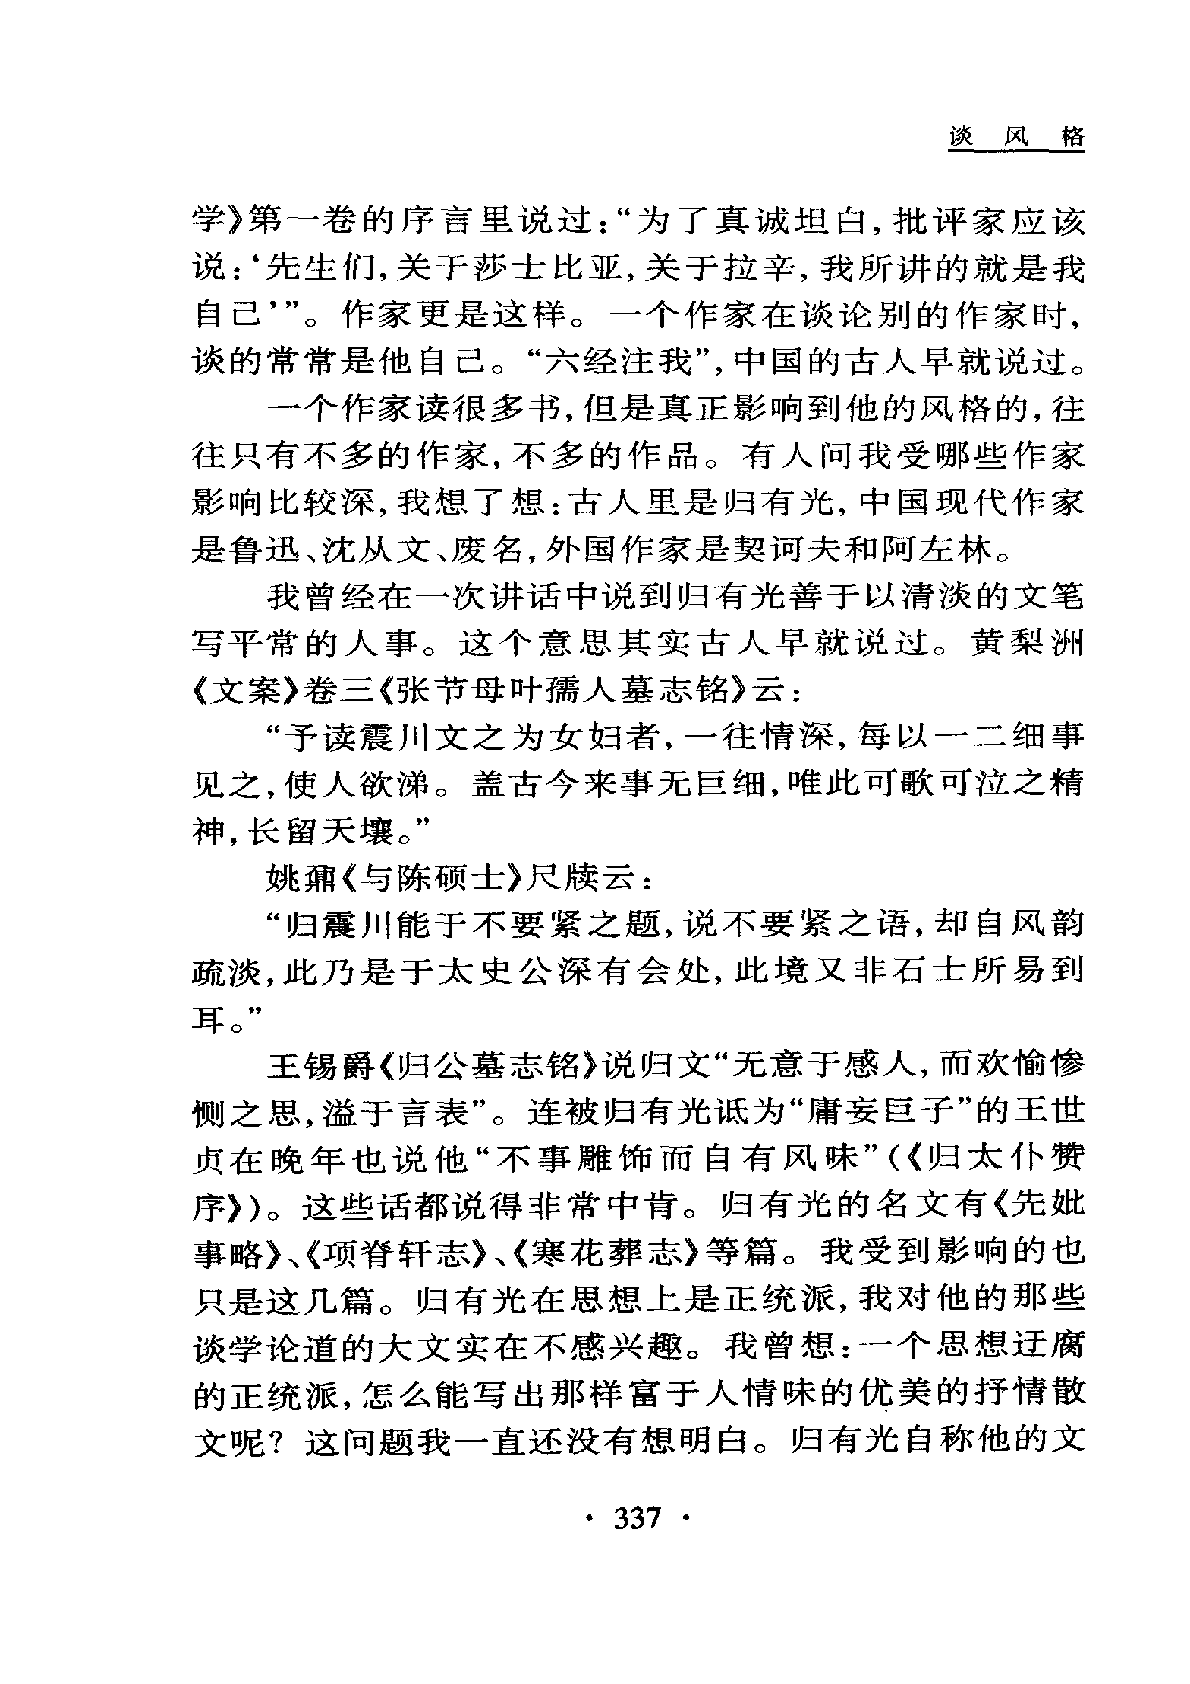 谈 风 格
学》第一卷的序言里说过:“为了真诚坦白,批评家应该
说:‘先生们,关于莎士比亚,关于拉辛,我所讲的就是我
自己’”。作家更是这样。一个作家在谈论别的作家时,
谈的常常是他自己。“六经注我”,中国的古人早就说过。
一个作家读很多书,但是真正影响到他的风格的,往
往只有不多的作家,不多的作品。有人问我受哪些作家
影响比较深,我想了想:古人里是归有光,中国现代作家
是鲁迅、沈从文、废名,外国作家是契诃夫和阿左林。
我曾经在一次讲话中说到归有光善于以清淡的文笔
写平常的人事。这个意思其实古人早就说过。黄梨洲
《文案》卷三《张节母叶孺人墓志铭》云:
“予读震川文之为女妇者,一往情深,每以一二细事
见之,使人欲涕。盖古今来事无巨细,唯此可歌可泣之精
神,长留天壤。”
姚鼐《与陈硕士》尺牍云:
“归震川能于不要紧之题,说不要紧之语,却自风韵
疏淡,此乃是于太史公深有会处,此境又非石士所易到
耳。”
王锡爵《归公墓志铭》说归文“无意于感人,而欢愉惨
恻之思,溢于言表”。连被归有光诋为“庸妄巨子”的王世
贞在晚年也说他“不事雕饰而自有风味”(《归太仆赞
序》)。这些话都说得非常中肯。归有光的名文有《先妣
事略》、《项脊轩志》、《寒花葬志》等篇。我受到影响的也
只是这几篇。归有光在思想上是正统派,我对他的那些
谈学论道的大文实在不感兴趣。我曾想:一个思想迂腐
的正统派,怎么能写出那样富于人情味的优美的抒情散
文呢?这问题我一直还没有想明白。归有光自称他的文
· 337 ·